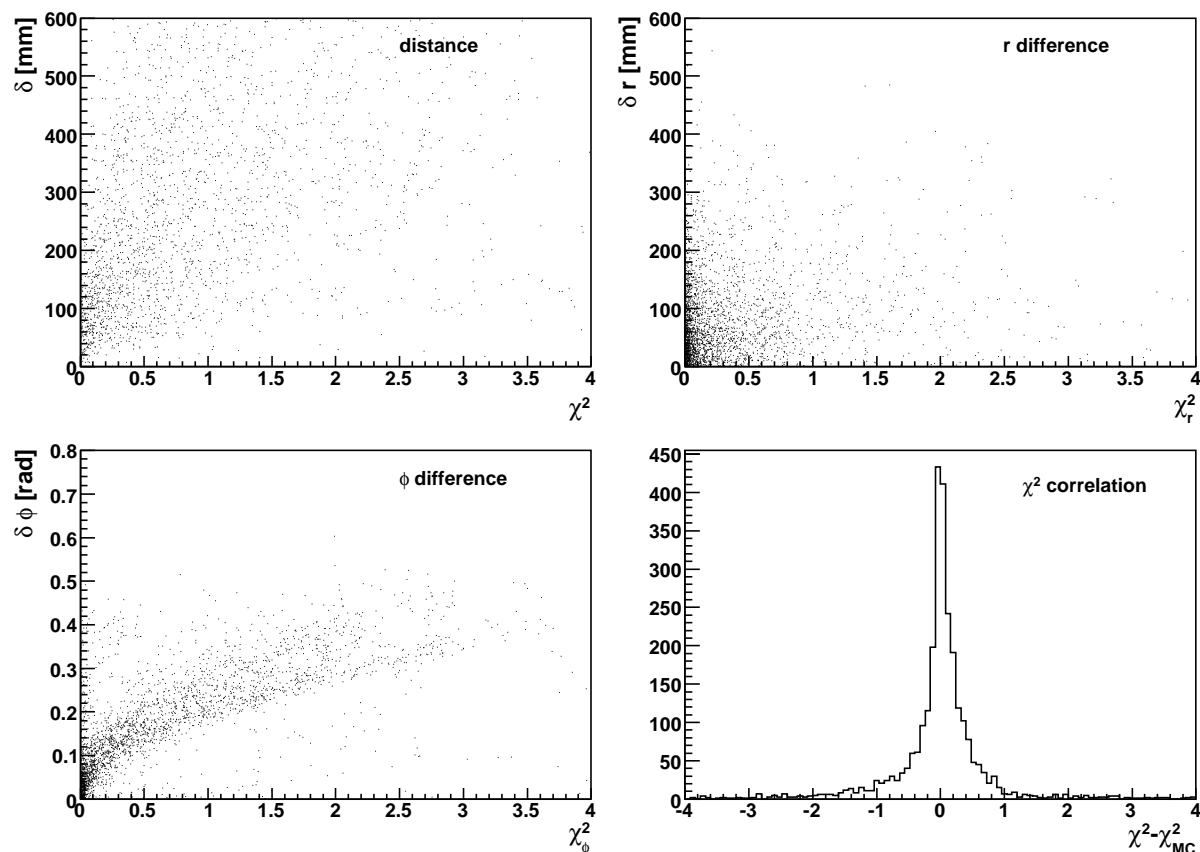 δ [mm]
600
500
400
300
200
100
0
distance
0 0.5 1 1.5 2 2.5 3 3.5 4
χ²
δ r [mm]
600
500
400
300
200
100
0
r difference
0 0.5 1 1.5 2 2.5 3 3.5 4
χ²r
δ ϕ [rad]
0.8
0.7
0.6
0.5
0.4
0.3
0.2
0.1
0
ϕ difference
0 0.5 1 1.5 2 2.5 3 3.5 4
χ²ϕ
450
400
350
300
250
200
150
100
50
0
χ² correlation
-4 -3 -2 -1 0 1 2 3 4
χ²-χ²MC